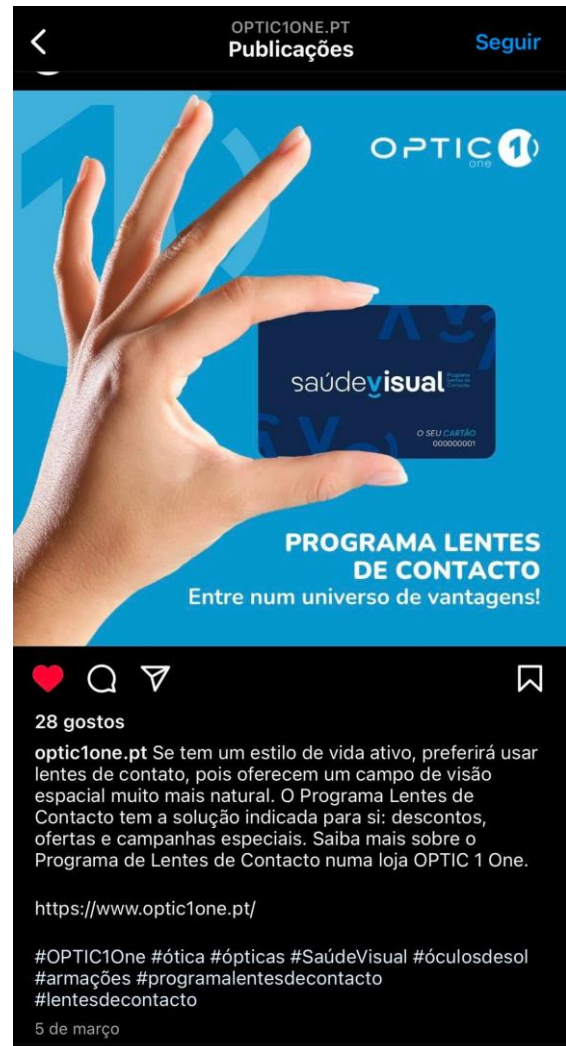 OPTIC1ONE.PT
Publicações
Seguir
OPTIC 1
one
saúdevisual
Programa
Lentes de
Contacto
O SEU CARTÃO
000000001
PROGRAMA LENTES
DE CONTACTO
Entre num universo de vantagens!
28 gostos
optic1one.pt Se tem um estilo de vida ativo, preferirá usar
lentes de contato, pois oferecem um campo de visão
espacial muito mais natural. O Programa Lentes de
Contacto tem a solução indicada para si: descontos,
ofertas e campanhas especiais. Saiba mais sobre o
Programa de Lentes de Contacto numa loja OPTIC 1 One.
https://www.optic1one.pt/
#OPTIC1One #ótica #ópticas #SaúdeVisual #óculosdesol
#armações #programalentesdecontacto
#lentesdecontacto
5 de março